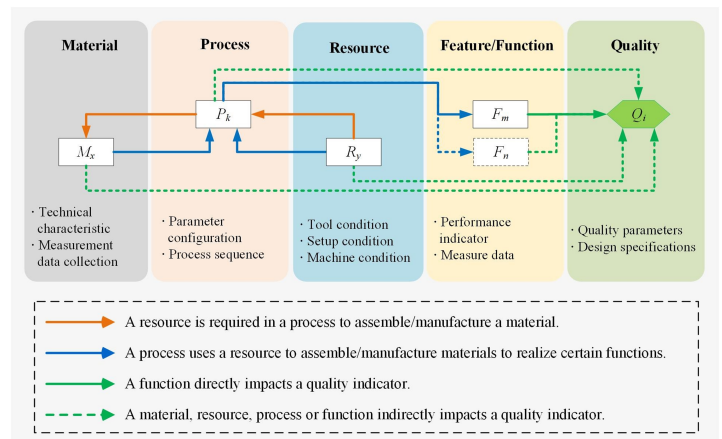 Material
Process
Resource
Feature/Function
Quality
Pk
Fm
Qi
Mx
Ry
Fn
· Technical
characteristic
· Measurement
data collection
· Parameter
configuration
· Process sequence
· Tool condition
· Setup condition
· Machine condition
· Performance
indicator
· Measure data
· Quality parameters
· Design specifications
A resource is required in a process to assemble/manufacture a material.
A process uses a resource to assemble/manufacture materials to realize certain functions.
A function directly impacts a quality indicator.
A material, resource, process or function indirectly impacts a quality indicator.